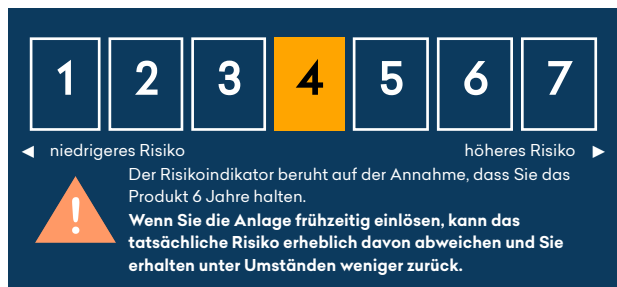 1 2 3 4 5 6 7
◀ niedrigeres Risiko höheres Risiko ▶
Der Risikoindikator beruht auf der Annahme, dass Sie das
Produkt 6 Jahre halten.
Wenn Sie die Anlage frühzeitig einlösen, kann das
tatsächliche Risiko erheblich davon abweichen und Sie
erhalten unter Umständen weniger zurück.